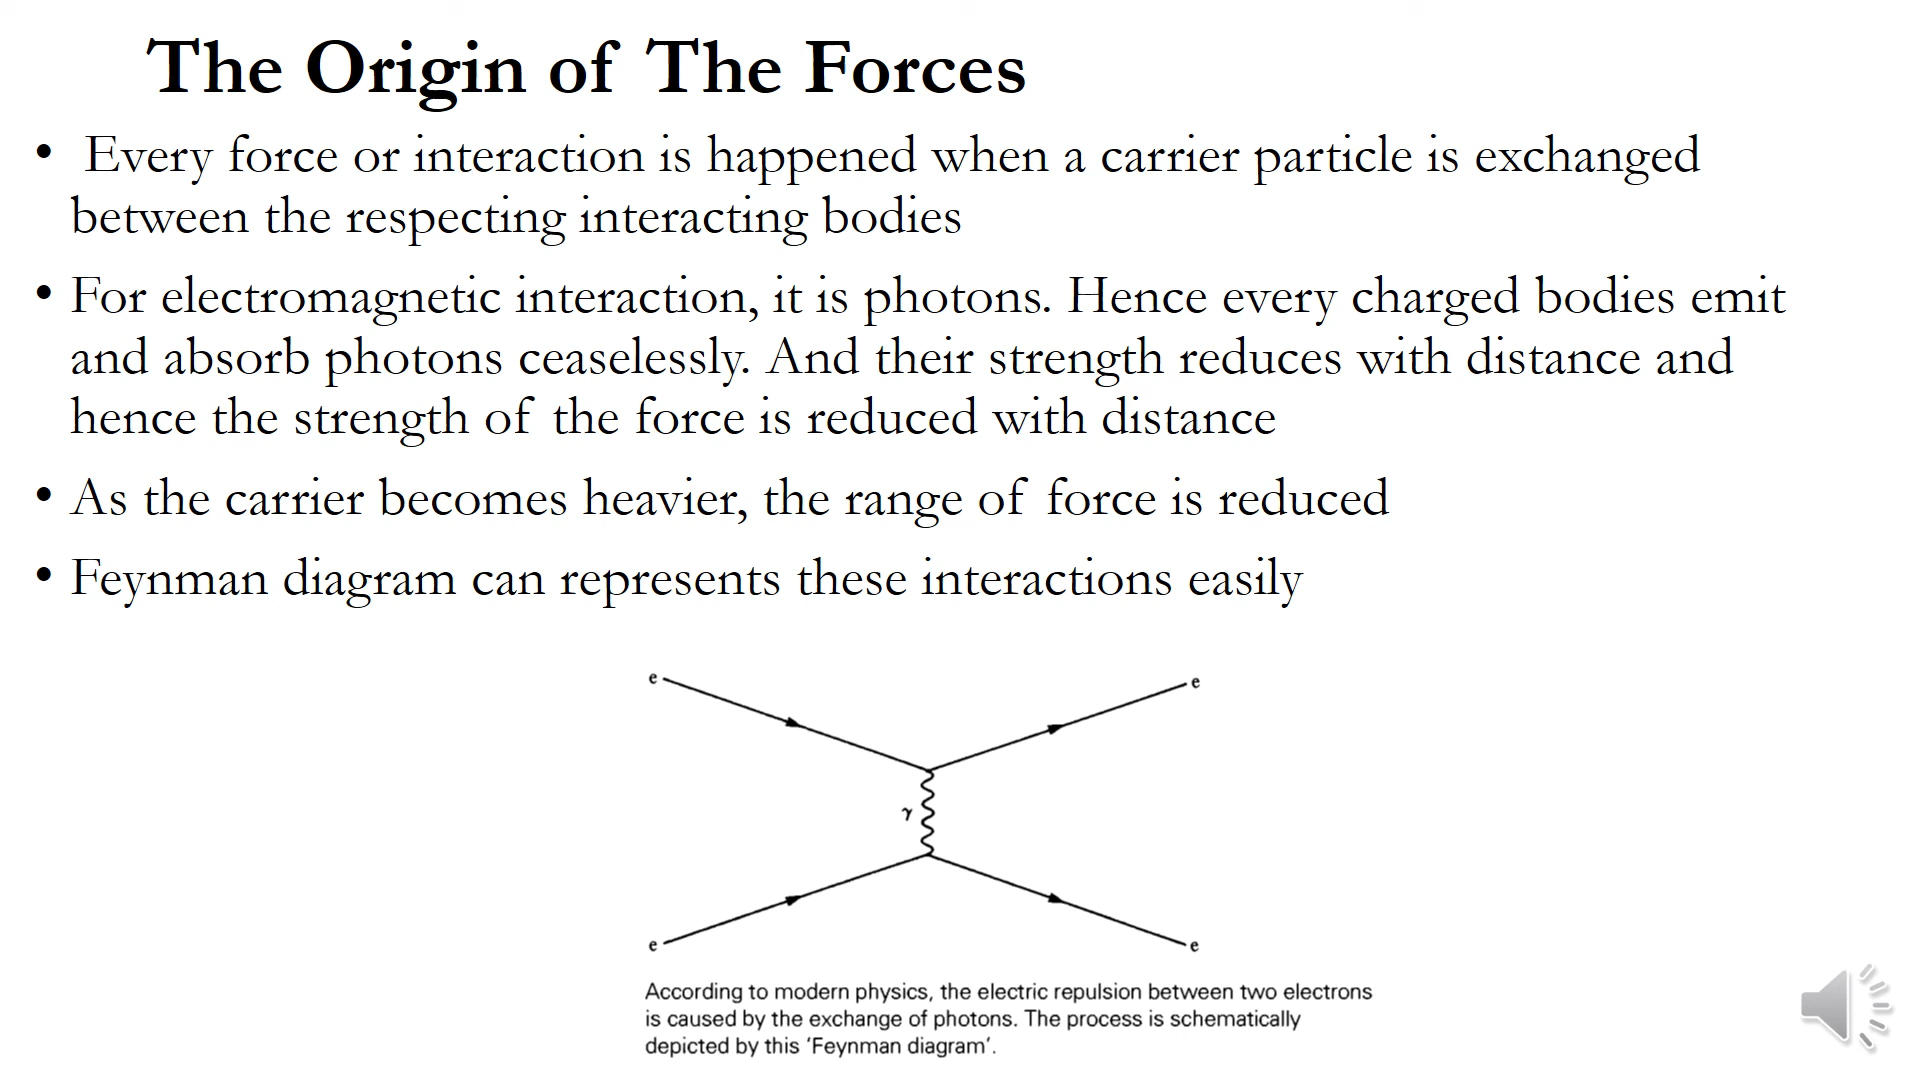 The Origin of The Forces
• Every force or interaction is happened when a carrier particle is exchanged
between the respecting interacting bodies
• For electromagnetic interaction, it is photons. Hence every charged bodies emit
and absorb photons ceaselessly. And their strength reduces with distance and
hence the strength of the force is reduced with distance
• As the carrier becomes heavier, the range of force is reduced
• Feynman diagram can represents these interactions easily
e
e
γ
e
e
According to modern physics, the electric repulsion between two electrons
is caused by the exchange of photons. The process is schematically
depicted by this 'Feynman diagram'.